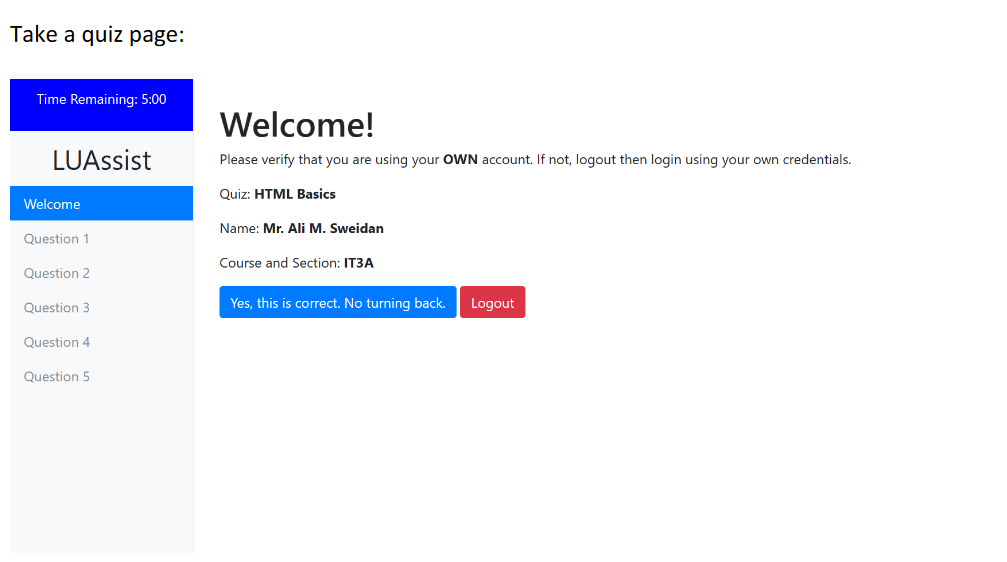 Take a quiz page:
Time Remaining: 5:00
LUAssist
Welcome
Question 1
Question 2
Question 3
Question 4
Question 5
Welcome!
Please verify that you are using your OWN account. If not, logout then login using your own credentials.
Quiz: HTML Basics
Name: Mr. Ali M. Sweidan
Course and Section: IT3A
Yes, this is correct. No turning back.
Logout